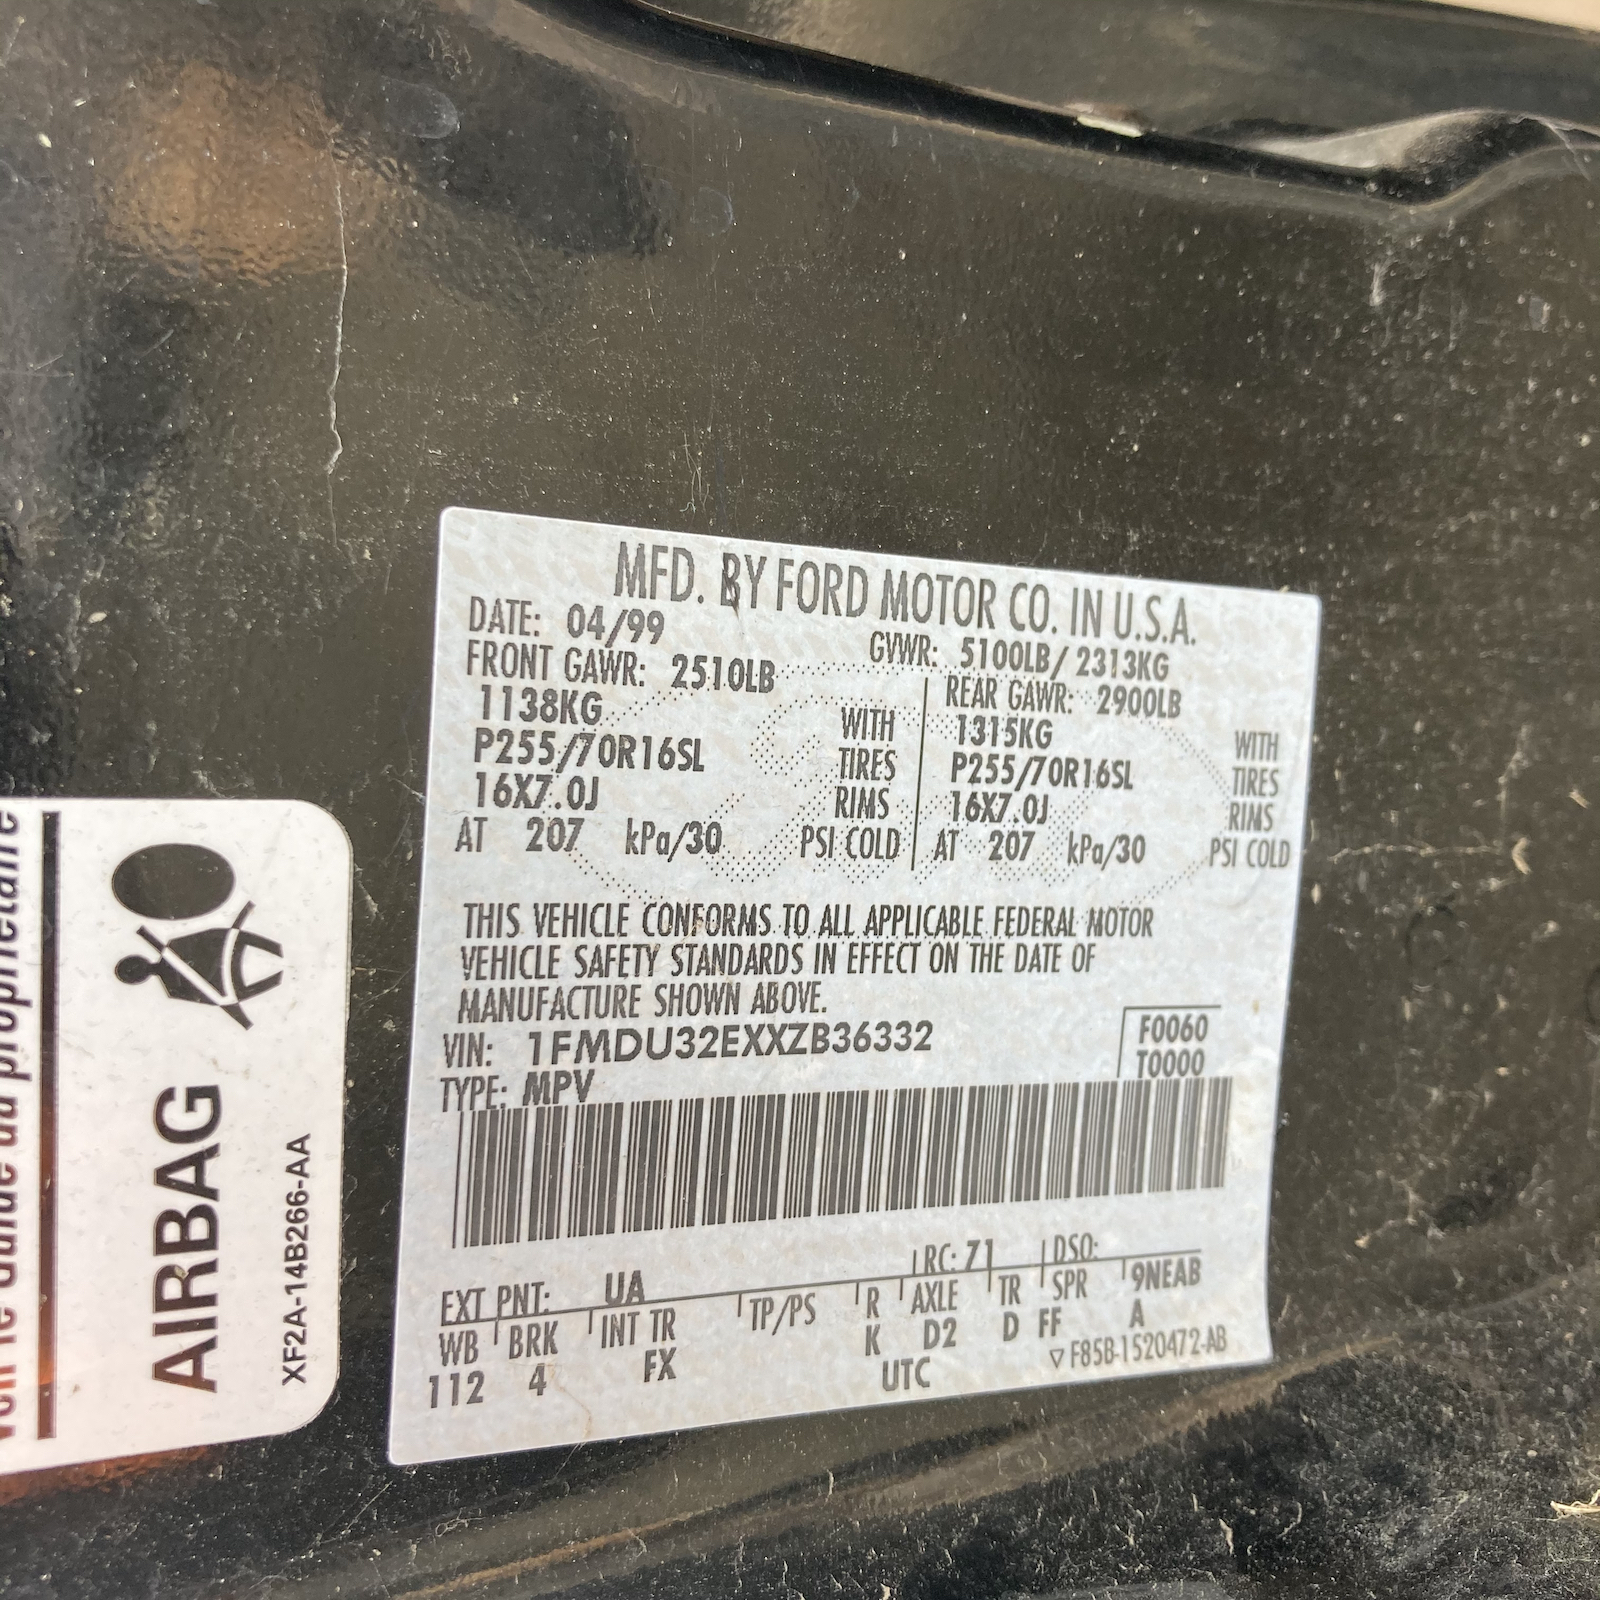 MFD. BY FORD MOTOR CO. IN U.S.A.
DATE: 04/99 GVWR: 5100LB/ 2313KG
FRONT GAWR: 2510LB REAR GAWR: 2900LB
1138KG WITH 1315KG WITH
P255/70R16SL TIRES P255/70R16SL TIRES
16X7.0J RIMS 16X7.0J RIMS
AT 207 kPa/30 PSI COLD AT 207 kPa/30 PSI COLD
THIS VEHICLE CONFORMS TO ALL APPLICABLE FEDERAL MOTOR
VEHICLE SAFETY STANDARDS IN EFFECT ON THE DATE OF
MANUFACTURE SHOWN ABOVE.
VIN: 1FMDU32EXXZB36332 F0060
TYPE: MPV T0000
EXT PNT: UA RC: 71 DSO:
WB BRK INT TR TP/PS R AXLE TR SPR 9NEAB
112 4 FX K D2 D FF A
UTC ▽ F85B-1520472-AB
du propriétaire
AIRBAG
XF2A-14B266-AA